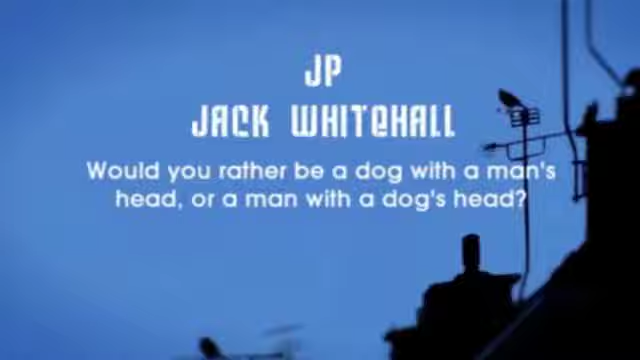 JP
JACK WHITEHALL
Would you rather be a dog with a man's
head, or a man with a dog's head?